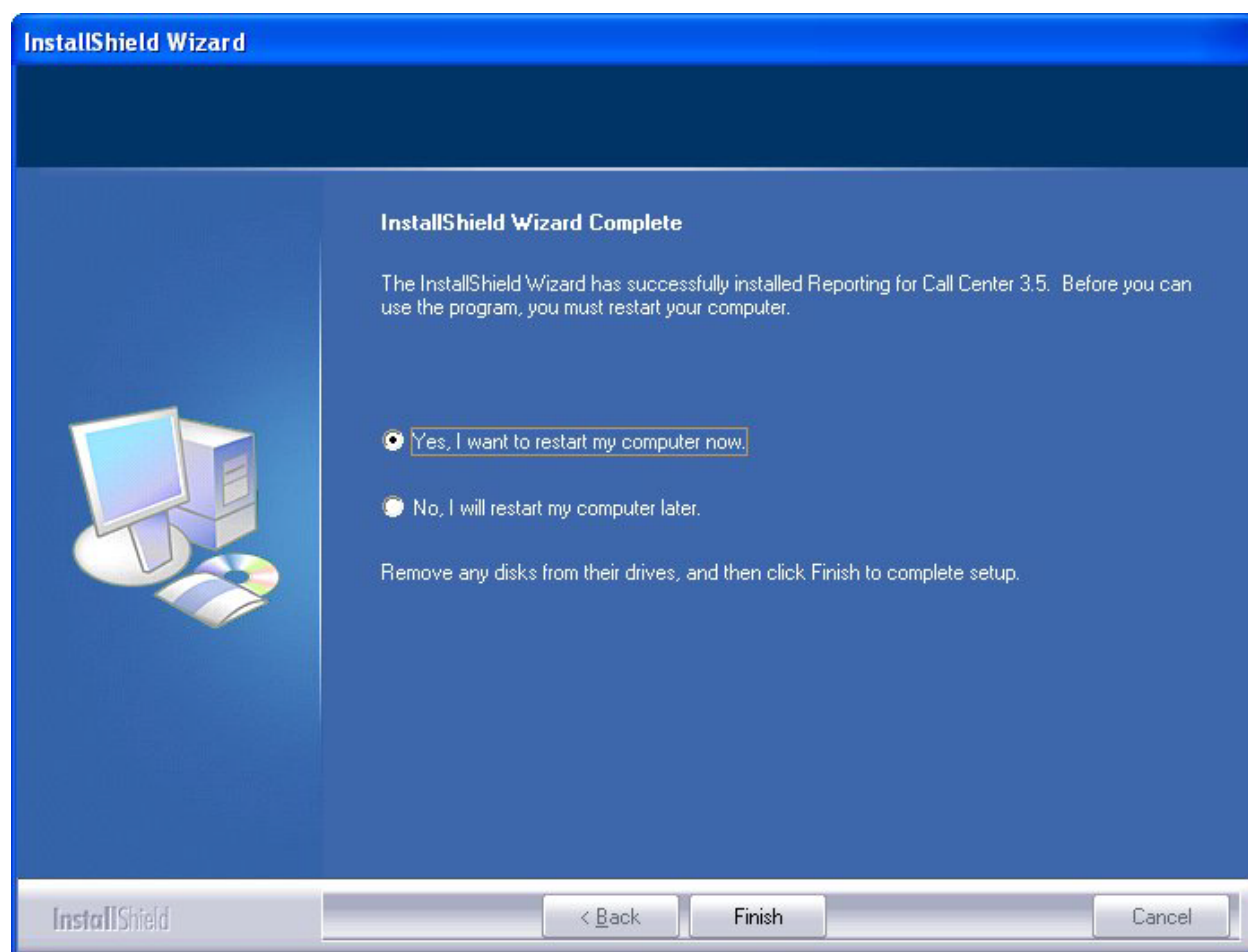 InstallShield Wizard
InstallShield Wizard Complete
The InstallShield Wizard has successfully installed Reporting for Call Center 3.5.  Before you can
use the program, you must restart your computer.
Yes, I want to restart my computer now.
No, I will restart my computer later.
Remove any disks from their drives, and then click Finish to complete setup.
InstallShield
< Back
Finish
Cancel